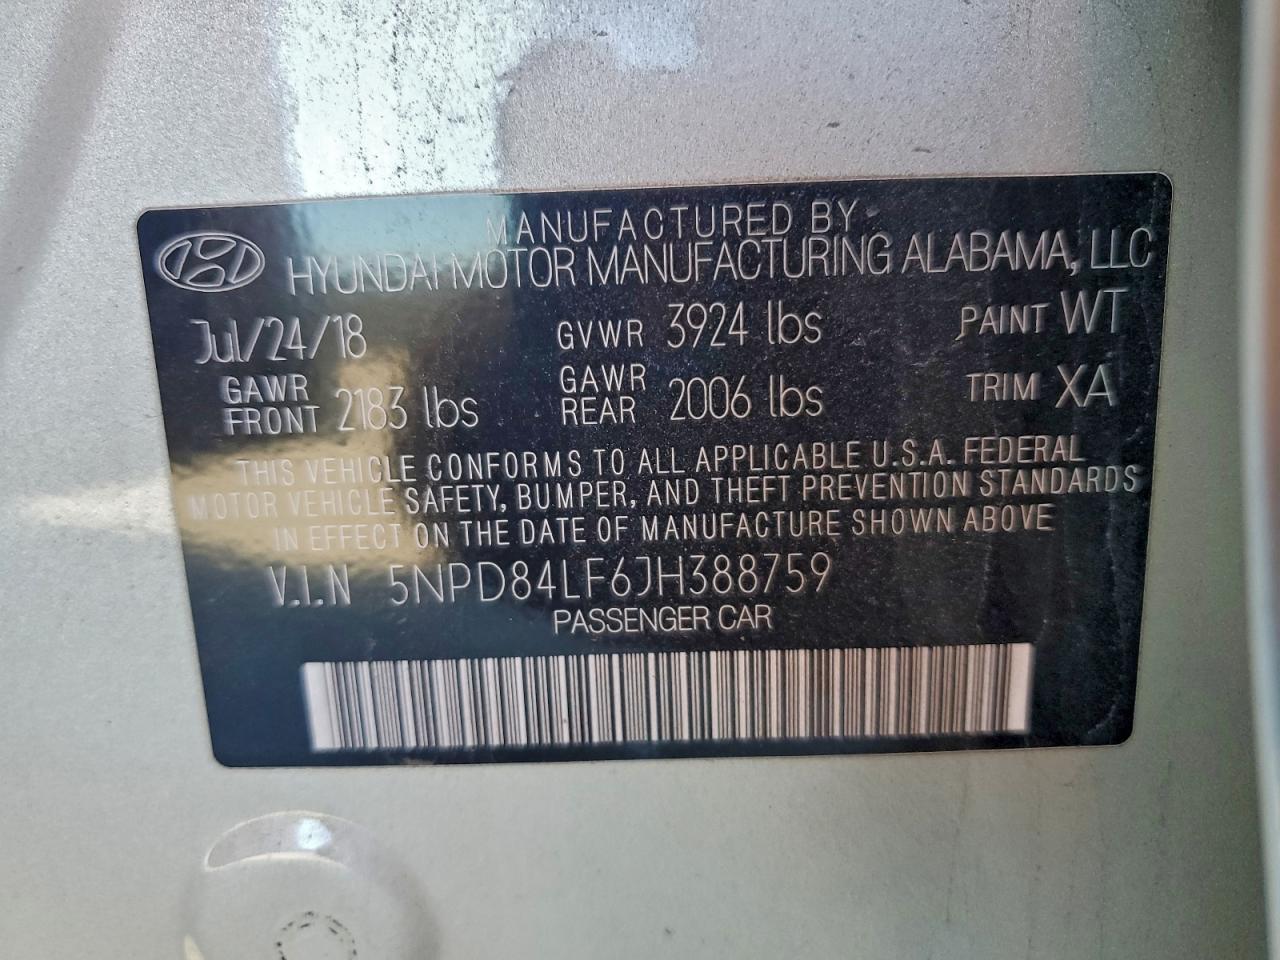 MANUFACTURED BY
HYUNDAI MOTOR MANUFACTURING ALABAMA, LLC
Jul/24/18 GVWR 3924 lbs PAINT WT
GAWR FRONT 2183 lbs GAWR REAR 2006 lbs TRIM XA
THIS VEHICLE CONFORMS TO ALL APPLICABLE U.S.A. FEDERAL
MOTOR VEHICLE SAFETY, BUMPER, AND THEFT PREVENTION STANDARDS
IN EFFECT ON THE DATE OF MANUFACTURE SHOWN ABOVE
V.I.N 5NPD84LF6JH388759
PASSENGER CAR